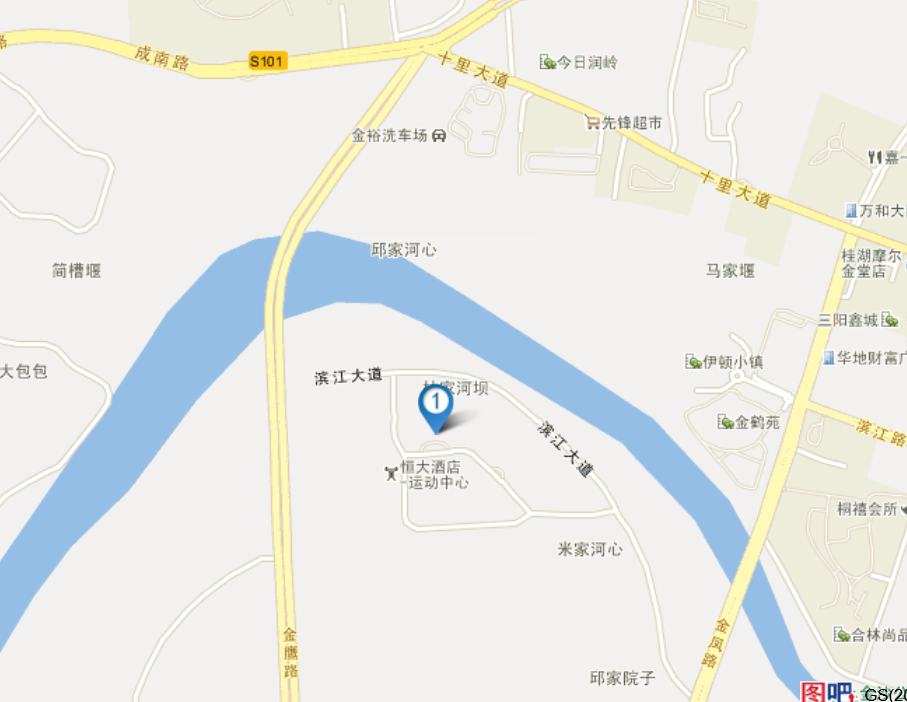 成南路
S101
十里大道
今日润岭
先锋超市
金裕洗车场
十里大道
嘉一
万和大
邱家河心
简槽堰
马家堰
桂湖摩尔
金堂店
三阳鑫城
大包包
滨江大道
家河坝
伊顿小镇
华地财富广
1
金鹤苑
滨江路
滨江大道
恒大酒店
-运动中心
桐禧会所
米家河心
金鹰路
金凤路
合林尚品
邱家院子
图吧
GS(20